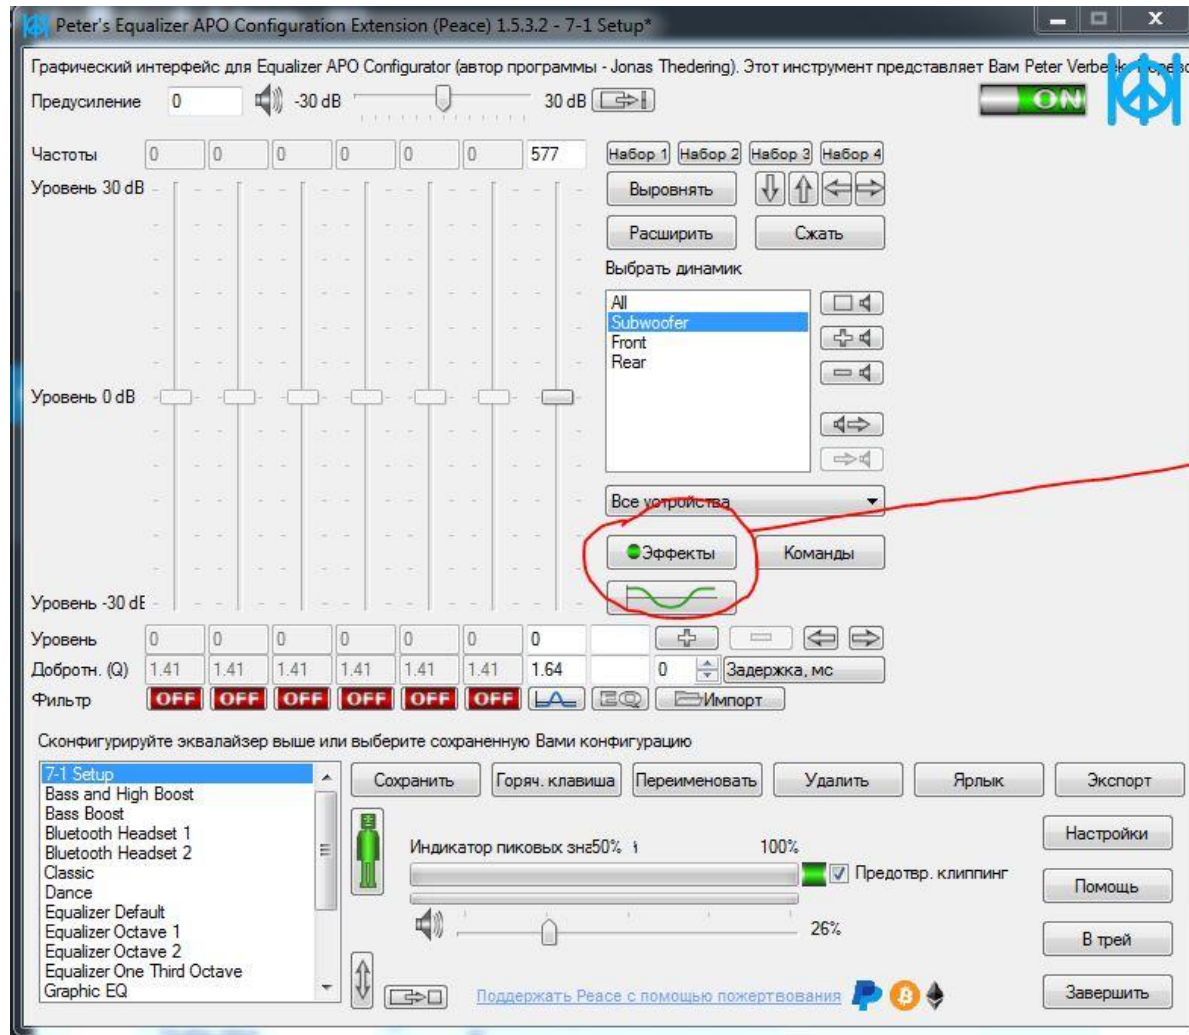 Peter's Equalizer APO Configuration Extension (Peace) 1.5.3.2 - 7-1 Setup*
Графический интерфейс для Equalizer APO Configurator (автор программы - Jonas Thedering). Этот инструмент представляет Вам Peter Verbeek
Предусиление 0 -30 dB 30 dB ON
Частоты 0 0 0 0 0 0 577 Набор 1 Набор 2 Набор 3 Набор 4
Уровень 30 dB Выровнять
Расширить Сжать
Выбрать динамик
All
Subwoofer
Front
Rear
Уровень 0 dB
Все устройства
Эффекты Команды
Уровень -30 dB
Уровень 0 0 0 0 0 0 0
Добротн. (Q) 1.41 1.41 1.41 1.41 1.41 1.41 1.64 0 Задержка, мс
Фильтр OFF OFF OFF OFF OFF OFF EQ Импорт
Сконфигурируйте эквалайзер выше или выберите сохраненную Вами конфигурацию
7-1 Setup
Bass and High Boost
Bass Boost
Bluetooth Headset 1
Bluetooth Headset 2
Classic
Dance
Equalizer Default
Equalizer Octave 1
Equalizer Octave 2
Equalizer One Third Octave
Graphic EQ
Сохранить Горяч. клавиша Переименовать Удалить Ярлык Экспорт
Индикатор пиковых 50% 100%
Предотвр. клиппинг
26%
Поддержать Peace с помощью пожертвования
Настройки
Помощь
В трей
Завершить